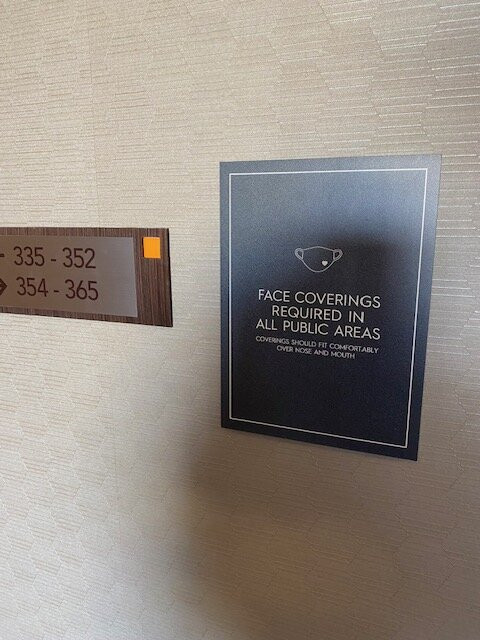 335 - 352
354 - 365
FACE COVERINGS
REQUIRED IN
ALL PUBLIC AREAS
COVERINGS SHOULD FIT COMFORTABLY
OVER NOSE AND MOUTH